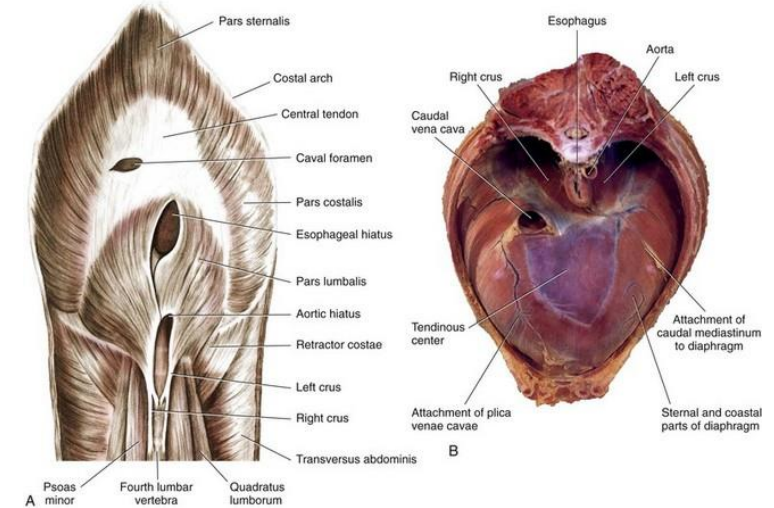 Pars sternalis
Costal arch
Central tendon
Caval foramen
Pars costalis
Esophageal hiatus
Pars lumbalis
Aortic hiatus
Retractor costae
Left crus
Right crus
Transversus abdominis
Psoas
minor
Fourth lumbar
vertebra
Quadratus
lumborum
A
Esophagus
Aorta
Right crus
Left crus
Caudal
vena cava
Tendinous
center
Attachment of
caudal mediastinum
to diaphragm
Attachment of plica
venae cavae
Sternal and coastal
parts of diaphragm
B